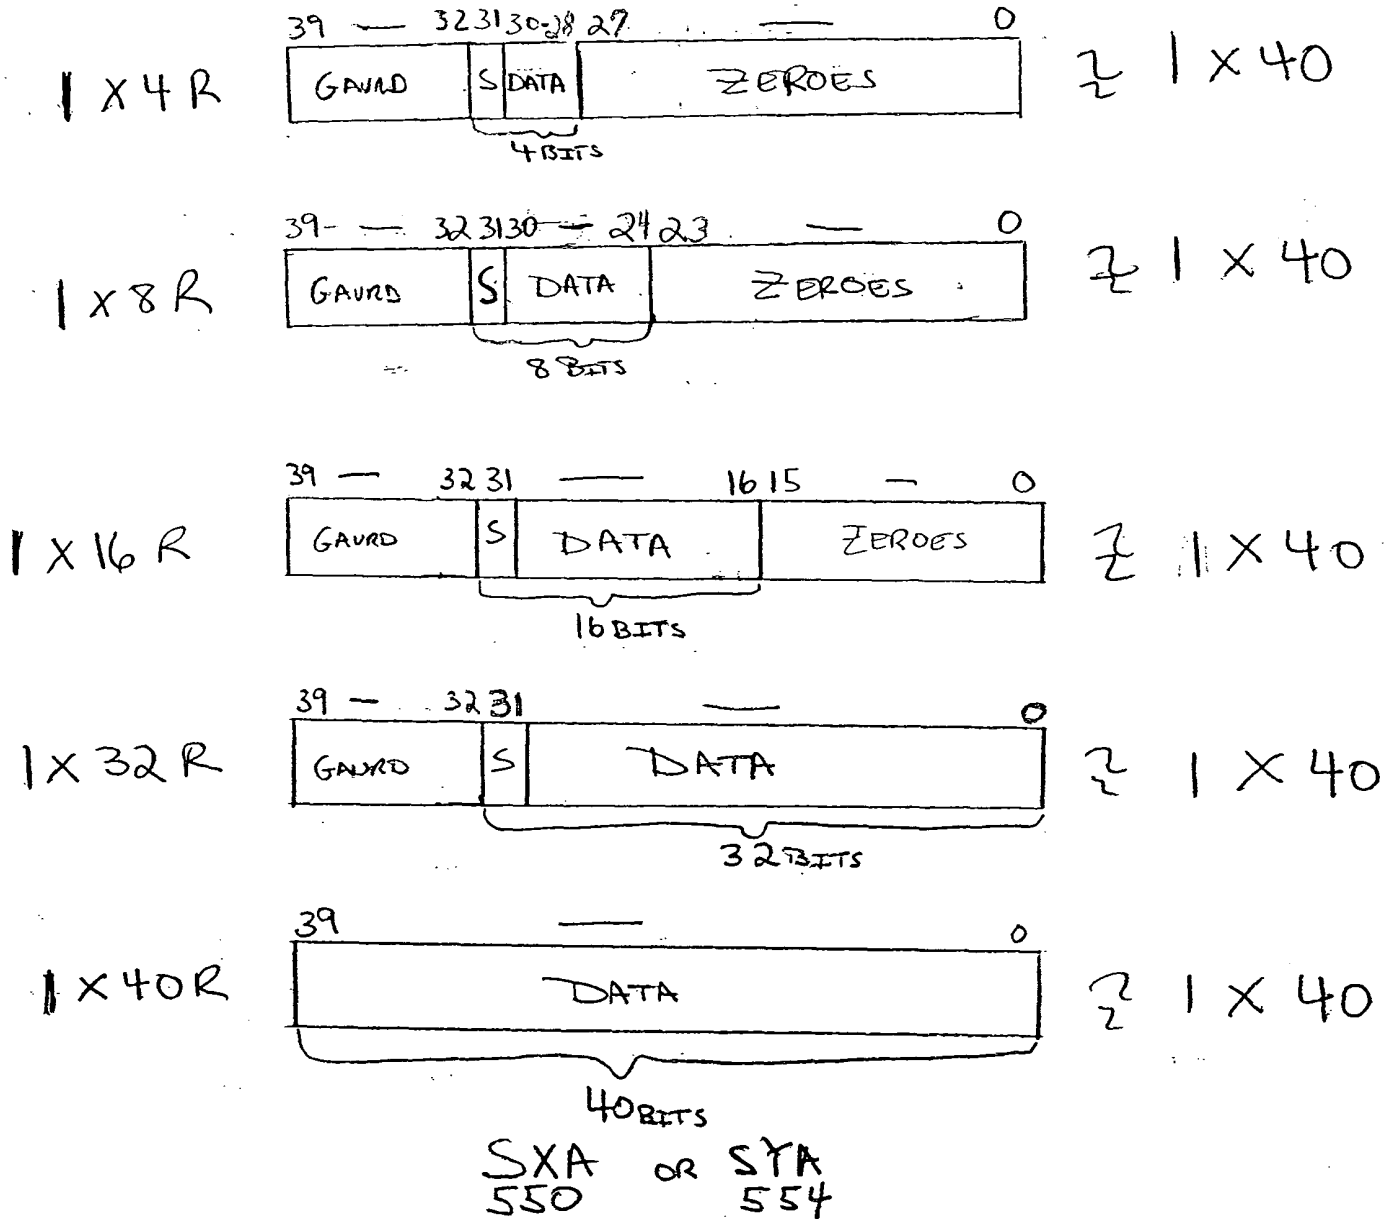 39 — 32 31 30-28 27 — 0
1 X 4 R GAURD S DATA ZEROES 1 X 40
4 BITS
39 - — 32 31 30 — 24 23 — 0
1 X 8 R GAURD S DATA ZEROES 1 X 40
8 BITS
39 — 32 31 — 16 15 — 0
1 X 16 R GAURD S DATA ZEROES 1 X 40
16 BITS
39 — 32 31 — 0
1 X 32 R GAURD S DATA 1 X 40
32 BITS
39 — 0
1 X 40 R DATA 1 X 40
40 BITS
SXA OR SYA
550 554